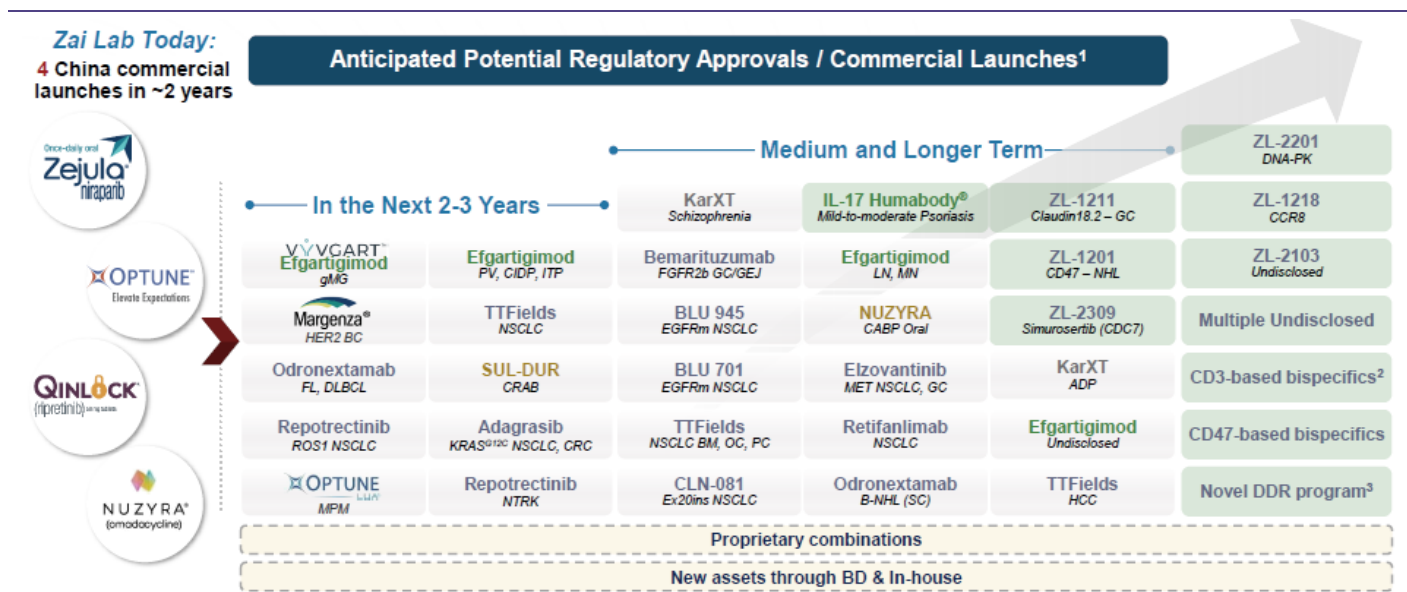 Zai Lab Today:
4 China commercial
launches in ~2 years
Anticipated Potential Regulatory Approvals / Commercial Launches1
Once-daily oral
Zejula
niraparib
OPTUNE™
Elevate Expectations
QINLOCK
(ripretinib)
NUZYRA®
(omadacycline)
In the Next 2-3 Years
Medium and Longer Term
VYVGART™
Efgartigimod
gMG
Margenza®
HER2 BC
Odronextamab
FL, DLBCL
Repotrectinib
ROS1 NSCLC
OPTUNE
LUA
MPM
Efgartigimod
PV, CIDP, ITP
TTFields
NSCLC
SUL-DUR
CRAB
Adagrasib
KRASG12C NSCLC, CRC
Repotrectinib
NTRK
KarXT
Schizophrenia
Bemarituzumab
FGFR2b GC/GEJ
BLU 945
EGFRm NSCLC
BLU 701
EGFRm NSCLC
TTFields
NSCLC BM, OC, PC
CLN-081
Ex20ins NSCLC
IL-17 Humabody®
Mild-to-moderate Psoriasis
Efgartigimod
LN, MN
NUZYRA
CABP Oral
Elzovantinib
MET NSCLC, GC
Retifanlimab
NSCLC
Odronextamab
B-NHL (SC)
ZL-1211
Claudin18.2 – GC
ZL-1201
CD47 – NHL
ZL-2309
Simurosertib (CDC7)
KarXT
ADP
Efgartigimod
Undisclosed
TTFields
HCC
ZL-2201
DNA-PK
ZL-1218
CCR8
ZL-2103
Undisclosed
Multiple Undisclosed
CD3-based bispecifics2
CD47-based bispecifics
Novel DDR program3
Proprietary combinations
New assets through BD & In-house